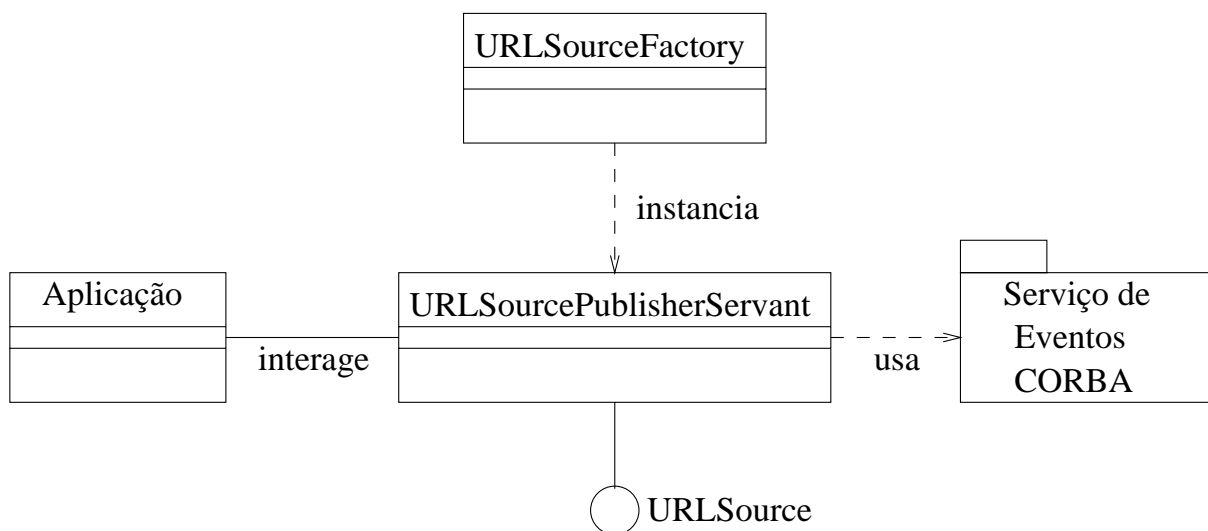 URLSourceFactory
instancia
Aplicação
interage
URLSourcePublisherServant
usa
Serviço de
Eventos
CORBA
URLSource